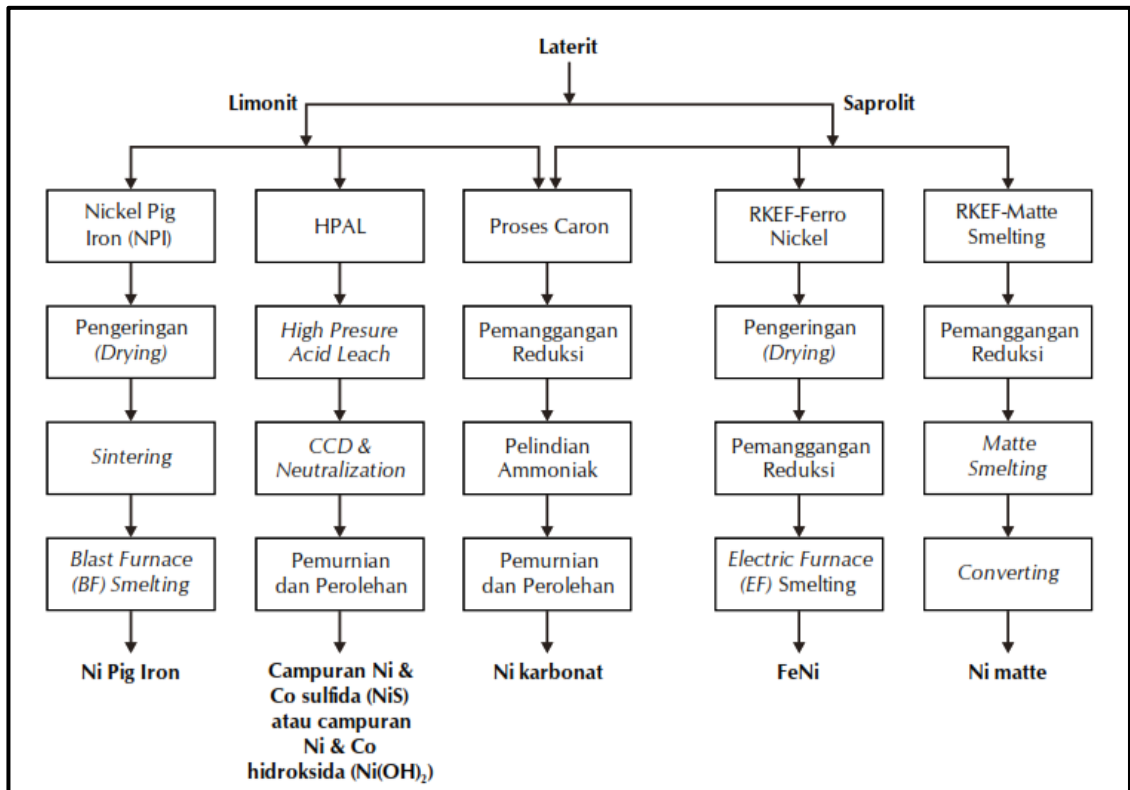 Laterit
Limonit
Saprolit
Nickel Pig
Iron (NPI)
HPAL
Proses Caron
RKEF-Ferro
Nickel
RKEF-Matte
Smelting
Pengeringan
(Drying)
High Presure
Acid Leach
Pemanggangan
Reduksi
Pengeringan
(Drying)
Pemanggangan
Reduksi
Sintering
CCD &
Neutralization
Pelindian
Ammoniak
Pemanggangan
Reduksi
Matte
Smelting
Blast Furnace
(BF) Smelting
Pemurnian
dan Perolehan
Pemurnian
dan Perolehan
Electric Furnace
(EF) Smelting
Converting
Ni Pig Iron
Campuran Ni &
Co sulfida (NiS)
atau campuran
Ni & Co
hidroksida (Ni(OH)₂)
Ni karbonat
FeNi
Ni matte